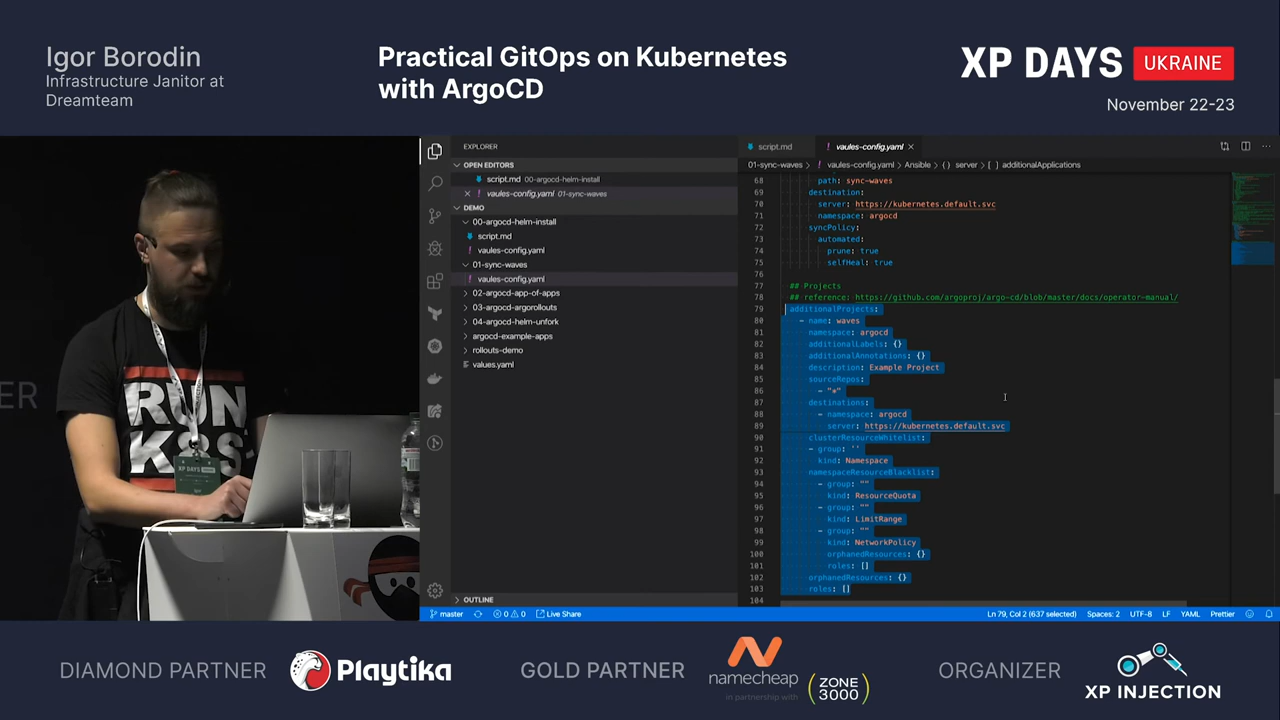 Igor Borodin
Infrastructure Janitor at
Dreamteam
Practical GitOps on Kubernetes
with ArgoCD
XP DAYS UKRAINE
November 22-23
ER
RUN
K8S
XP DAYS
EXPLORER
OPEN EDITORS
script.md 00-argocd-helm-install
vaules-config.yaml 01-sync-waves
DEMO
00-argocd-helm-install
script.md
vaules-config.yaml
01-sync-waves
vaules-config.yaml
02-argocd-app-of-apps
03-argocd-argorollouts
04-argocd-helm-unfork
argocd-example-apps
rollouts-demo
values.yaml
OUTLINE
script.md
vaules-config.yaml
01-sync-waves > vaules-config.yaml > Ansible > {} server > [ ] additionalApplications
68 path: sync-waves
69 destination:
70 server: https://kubernetes.default.svc
71 namespace: argocd
72 syncPolicy:
73 automated:
74 prune: true
75 selfHeal: true
76
77 ## Projects
78 ## reference: https://github.com/argoproj/argo-cd/blob/master/docs/operator-manual/
79 additionalProjects:
80 - name: waves
81 namespace: argocd
82 additionalLabels: {}
83 additionalAnnotations: {}
84 description: Example Project
85 sourceRepos:
86 - "*"
87 destinations:
88 - namespace: argocd
89 server: https://kubernetes.default.svc
90 clusterResourceWhitelist:
91 - group: ''
92 kind: Namespace
93 namespaceResourceBlacklist:
94 - group: ""
95 kind: ResourceQuota
96 - group: ""
97 kind: LimitRange
98 - group: ""
99 kind: NetworkPolicy
100 orphanedResources: {}
101 roles: []
102 orphanedResources: {}
103 roles: []
104
master 0 0 Live Share Ln 79, Col 2 (637 selected) Spaces: 2 UTF-8 LF YAML Prettier
DIAMOND PARTNER Playtika GOLD PARTNER namecheap
in partnership with
ZONE
3000
ORGANIZER
XP INJECTION